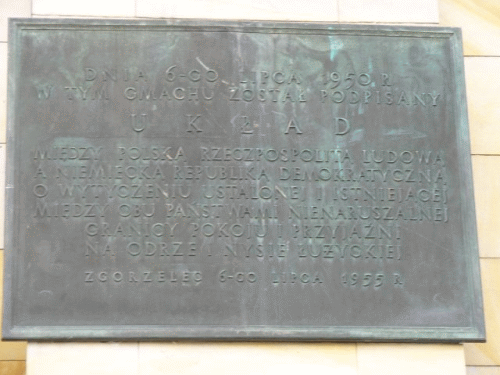 DNIA 6-GO LIPCA 1950 R.
W TYM GMACHU ZOSTAŁ PODPISANY
UKŁAD
MIĘDZY POLSKĄ RZECZPOSPOLITĄ LUDOWĄ
A NIEMIECKĄ REPUBLIKĄ DEMOKRATYCZNĄ
O WYTYCZENIU USTALONEJ I ISTNIEJĄCEJ
MIĘDZY OBU PAŃSTWAMI NIENARUSZALNEJ
GRANICY POKOJU I PRZYJAŹNI
NA ODRZE I NYSIE ŁUŻYCKIEJ
ZGORZELEC 6-GO LIPCA 1955 R.